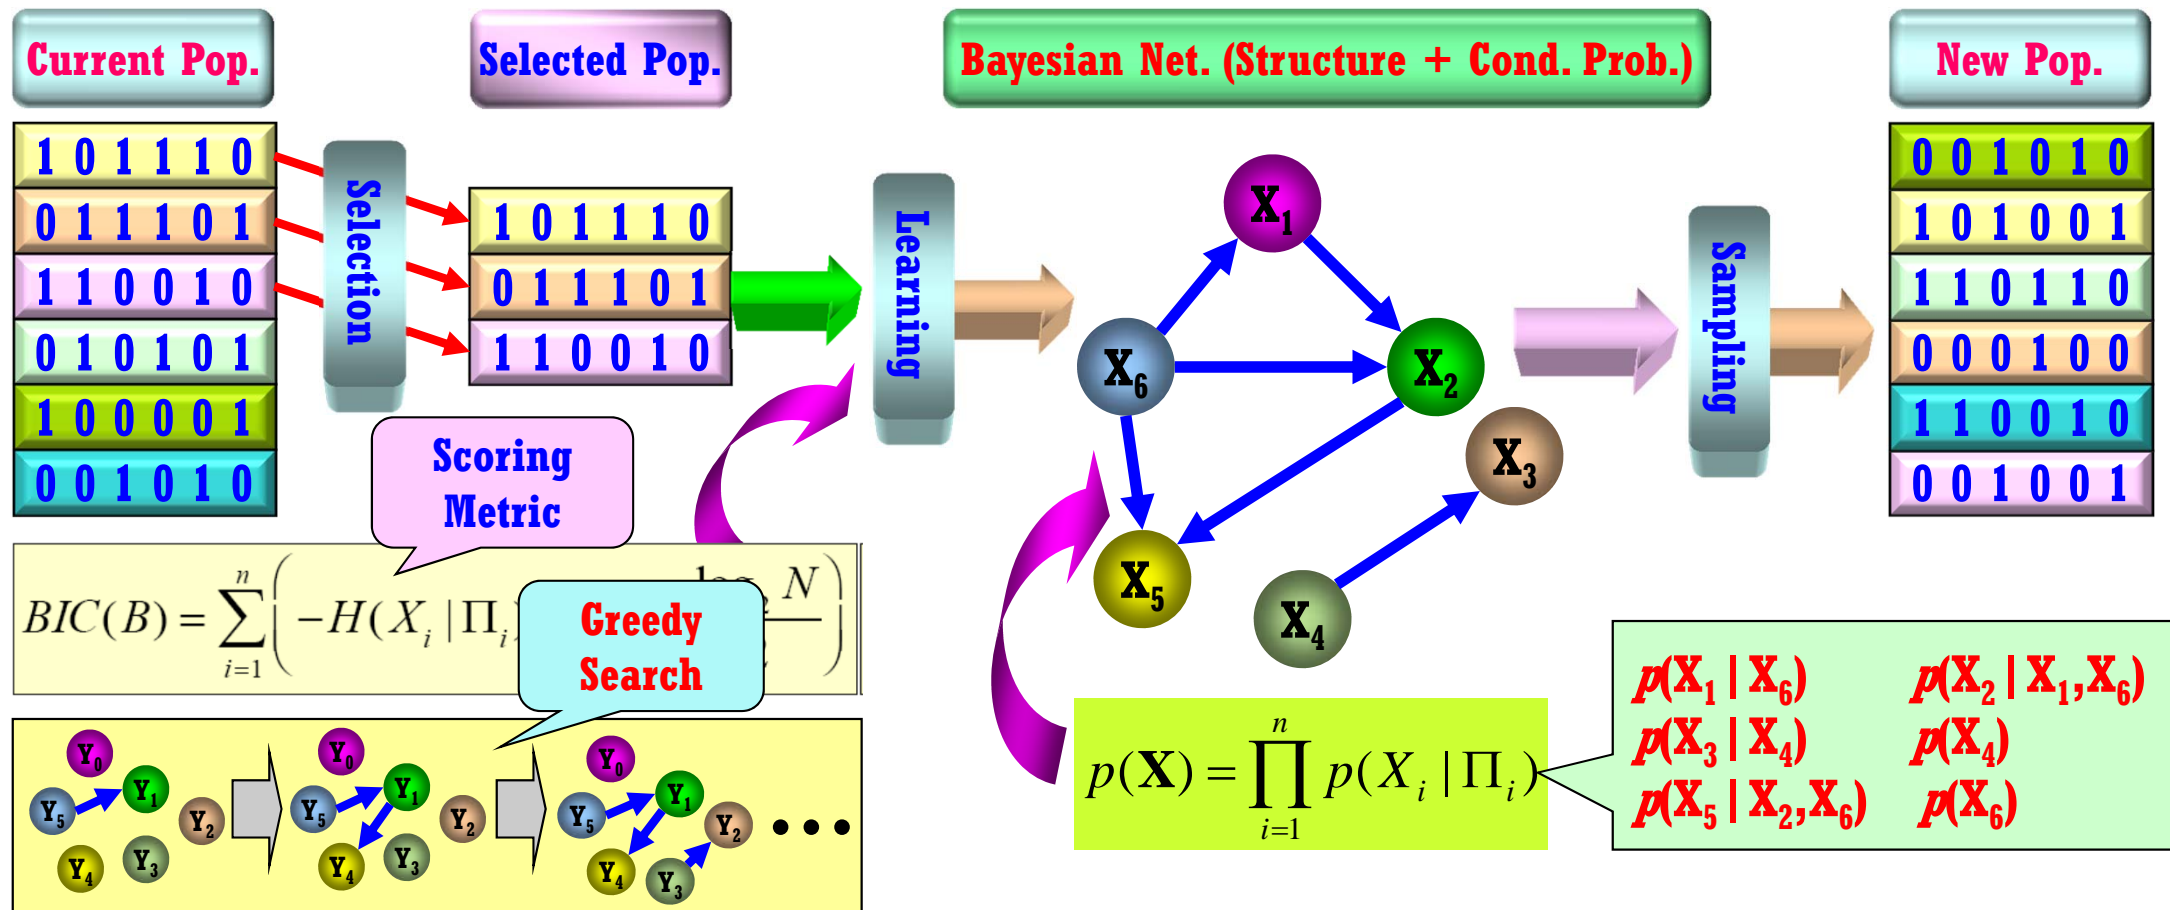 Current Pop.
Selected Pop.
Bayesian Net. (Structure + Cond. Prob.)
New Pop.
1 0 1 1 1 0
0 1 1 1 0 1
1 1 0 0 1 0
0 1 0 1 0 1
1 0 0 0 0 1
0 0 1 0 1 0
Selection
1 0 1 1 1 0
0 1 1 1 0 1
1 1 0 0 1 0
Learning
X₁
X₆
X₂
X₃
X₅
X₄
Sampling
0 0 1 0 1 0
1 0 1 0 0 1
1 1 0 1 1 0
0 0 0 1 0 0
1 1 0 0 1 0
0 0 1 0 0 1
Scoring
Metric
BIC(B) = ∑ⁿᵢ₌₁ ( −H(Xᵢ | Πᵢ) N )
Greedy
Search
Y₀
Y₁
Y₅
Y₂
Y₃
Y₄
Y₀
Y₁
Y₅
Y₂
Y₃
Y₄
Y₀
Y₁
Y₅
Y₂
Y₄
Y₃
• • •
p(X) = ∏ⁿᵢ₌₁ p(Xᵢ | Πᵢ)
p(X₁ | X₆) p(X₂ | X₁,X₆)
p(X₃ | X₄) p(X₄)
p(X₅ | X₂,X₆) p(X₆)